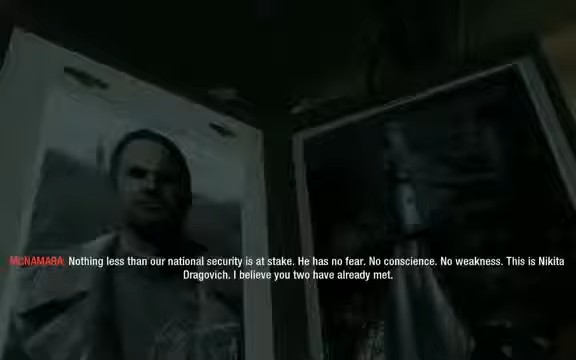 McNAMARA: Nothing less than our national security is at stake. He has no fear. No conscience. No weakness. This is Nikita
Dragovich. I believe you two have already met.